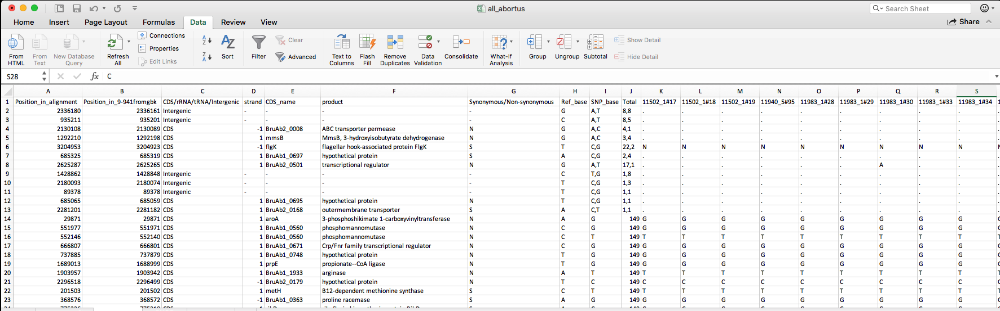 all_abortus
Search Sheet
Home Insert Page Layout Formulas Data Review View Share
From HTML From Text New Database Query Refresh All Connections Properties Edit Links Sort Filter Clear Advanced Text to Columns Flash Fill Remove Duplicates Data Validation Consolidate What-If Analysis Group Ungroup Subtotal Show Detail Hide Detail
S28 fx C
A B C D E F G H I J K L M N O P Q R S
1 Position_in_alignment Position_in_9-941fromgbk CDS/rRNA/tRNA/Intergenic strand CDS_name product Synonymous/Non-synonymous Ref_base SNP_base Total 11502_1#17 11502_1#18 11502_1#19 11940_5#95 11983_1#28 11983_1#29 11983_1#30 11983_1#33 11983_1#34
2 2336180 2336161 Intergenic - - - - G A,T 8,8 . . . . . . . . .
3 935211 935201 Intergenic - - - - C A,T 8,5 . . . . . . . . .
4 2130108 2130089 CDS -1 BruAb2_0008 ABC transporter permease N G A,C 4,1 . . . . . . . . .
5 1292210 1292198 CDS 1 mmsB MmsB, 3-hydroxyisobutyrate dehydrogenase N G A,C 3,4 . . . . . . . . .
6 3204953 3204923 CDS -1 flgK flagellar hook-associated protein FlgK S T C,G 22,2 N N N N N N N N N
7 685325 685319 CDS 1 BruAb1_0697 hypothetical protein S A C,G 2,4 . . . . . . . . .
8 2625287 2625265 CDS 1 BruAb2_0501 transcriptional regulator N G A,T 17,1 . . . . . . A . .
9 1428862 1428848 Intergenic - - - - C T,G 1,8 . . . . . . . . .
10 2180093 2180074 Intergenic - - - - T C,G 1,3 . . . . . . . . .
11 89378 89378 Intergenic - - - - T C,G 1,1 . . . . . . . . .
12 685065 685059 CDS 1 BruAb1_0695 hypothetical protein N T C,G 1,1 . . . . . . . . .
13 2281201 2281182 CDS 1 BruAb2_0168 outermembrane transporter S A C,T 1,1 . . . . . . . . .
14 29871 29871 CDS 1 aroA 3-phosphoshikimate 1-carboxyvinyltransferase N A G 149 G G G G G G G G G
15 551977 551971 CDS 1 BruAb1_0560 phosphomannomutase N C G 149 G G G G G G G G G
16 552146 552140 CDS 1 BruAb1_0560 phosphomannomutase N C T 149 T T T T T T T T T
17 666807 666801 CDS 1 BruAb1_0671 Crp/Fnr family transcriptional regulator N C G 149 G G G G G G G G G
18 737885 737879 CDS 1 BruAb1_0748 hypothetical protein N T G 149 G G G G G G G G G
19 1689013 1688999 CDS 1 prpE propionate--CoA ligase N T G 149 G G G G G G G G G
20 1903957 1903942 CDS 1 BruAb1_1933 arginase N A T 149 T T T T T T T T T
21 2296518 2296499 CDS -1 BruAb2_0179 hypothetical protein N T C 149 C C C C C C C C C
22 201503 201502 CDS 1 metH B12-dependent methionine synthase S C T 149 T T T T T T T T T
23 368576 368572 CDS -1 BruAb1_0363 proline racemase S A G 149 G G G G G G G G G